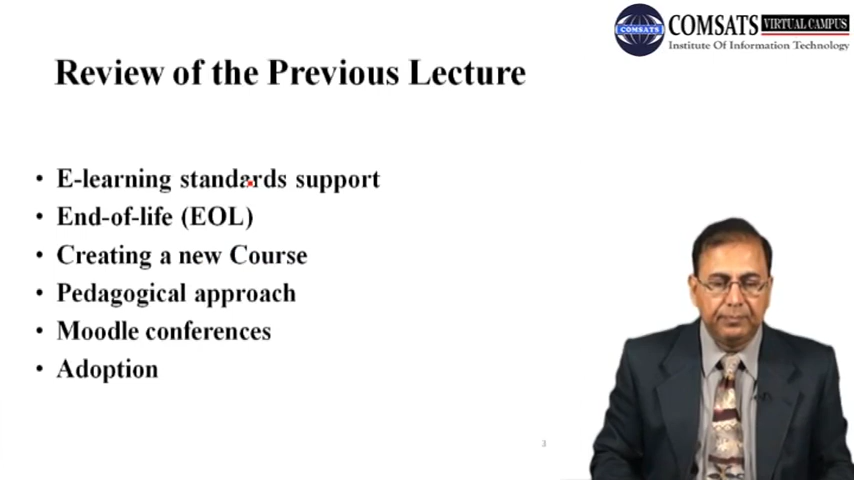 COMSATS VIRTUAL CAMPUS
COMSATS
Institute Of Information Technology
Review of the Previous Lecture
• E-learning standards support
• End-of-life (EOL)
• Creating a new Course
• Pedagogical approach
• Moodle conferences
• Adoption
3